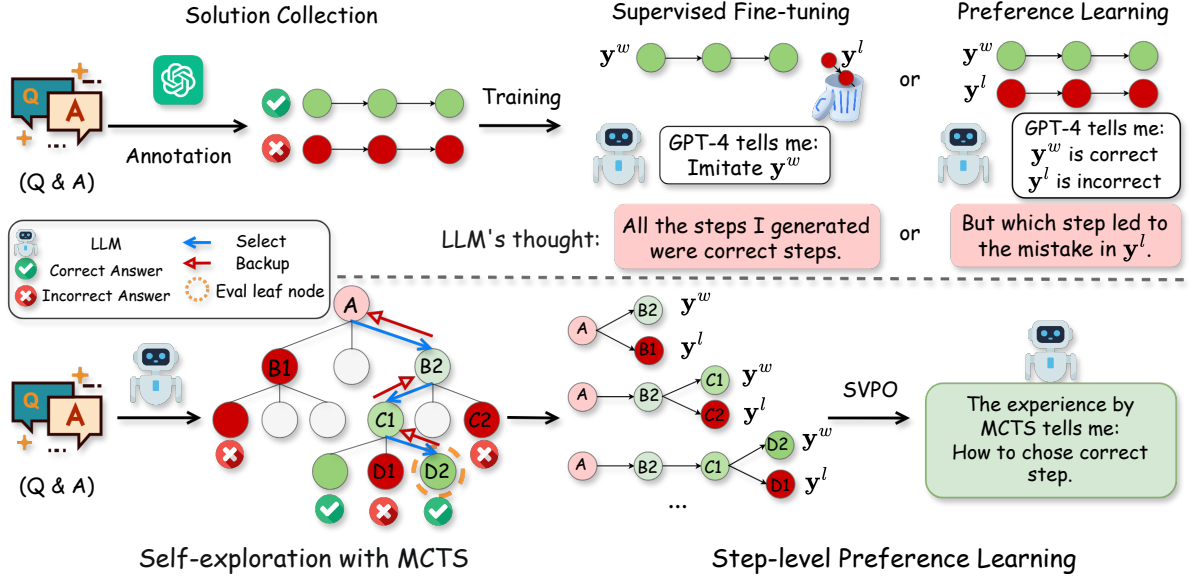 Solution Collection
Supervised Fine-tuning
Preference Learning
Q
A
(Q & A)
Annotation
Training
y^w
y^l
GPT-4 tells me:
Imitate y^w
or
y^w
y^l
GPT-4 tells me:
y^w is correct
y^l is incorrect
LLM's thought:
All the steps I generated
were correct steps.
or
But which step led to
the mistake in y^l.
LLM
Correct Answer
Incorrect Answer
Select
Backup
Eval leaf node
Q
A
(Q & A)
A
B1
B2
C1
C2
D1
D2
A
B2
y^w
B1
y^l
A
B2
C1
y^w
C2
y^l
A
B2
C1
D2
y^w
D1
y^l
...
SVPO
The experience by
MCTS tells me:
How to chose correct
step.
Self-exploration with MCTS
Step-level Preference Learning